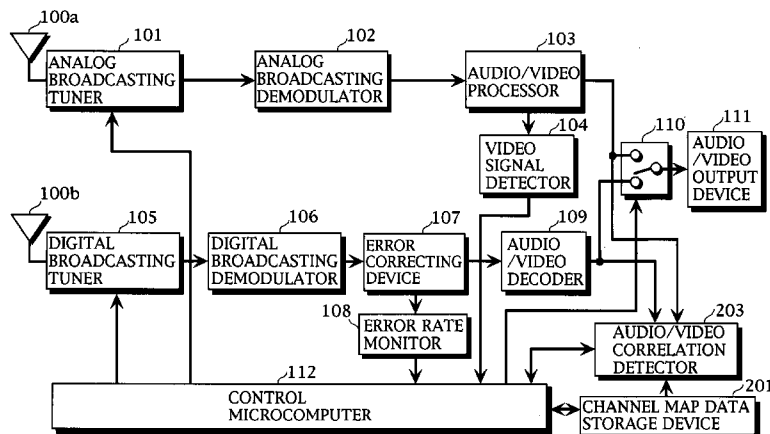 100a
101
ANALOG
BROADCASTING
TUNER
102
ANALOG
BROADCASTING
DEMODULATOR
103
AUDIO/VIDEO
PROCESSOR
104
VIDEO
SIGNAL
DETECTOR
110
111
AUDIO
/VIDEO
OUTPUT
DEVICE
100b
105
DIGITAL
BROADCASTING
TUNER
106
DIGITAL
BROADCASTING
DEMODULATOR
107
ERROR
CORRECTING
DEVICE
109
AUDIO
/VIDEO
DECODER
108
ERROR RATE
MONITOR
203
AUDIO/VIDEO
CORRELATION
DETECTOR
112
CONTROL
MICROCOMPUTER
201
CHANNEL MAP DATA
STORAGE DEVICE